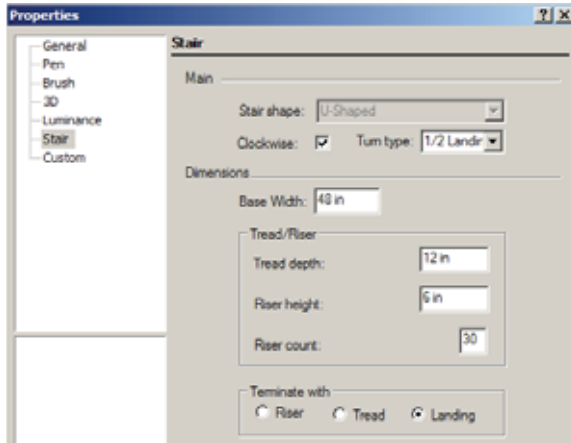 Properties
General
Pen
Brush
3D
Luminance
Stair
Custom
Stair
Main
Stair shape: U-Shaped
Clockwise: Turn type: 1/2 Landin
Dimensions
Base Width: 48 in
Tread/Riser
Tread depth: 12 in
Riser height: 6 in
Riser count: 30
Terminate with
Riser Tread Landing